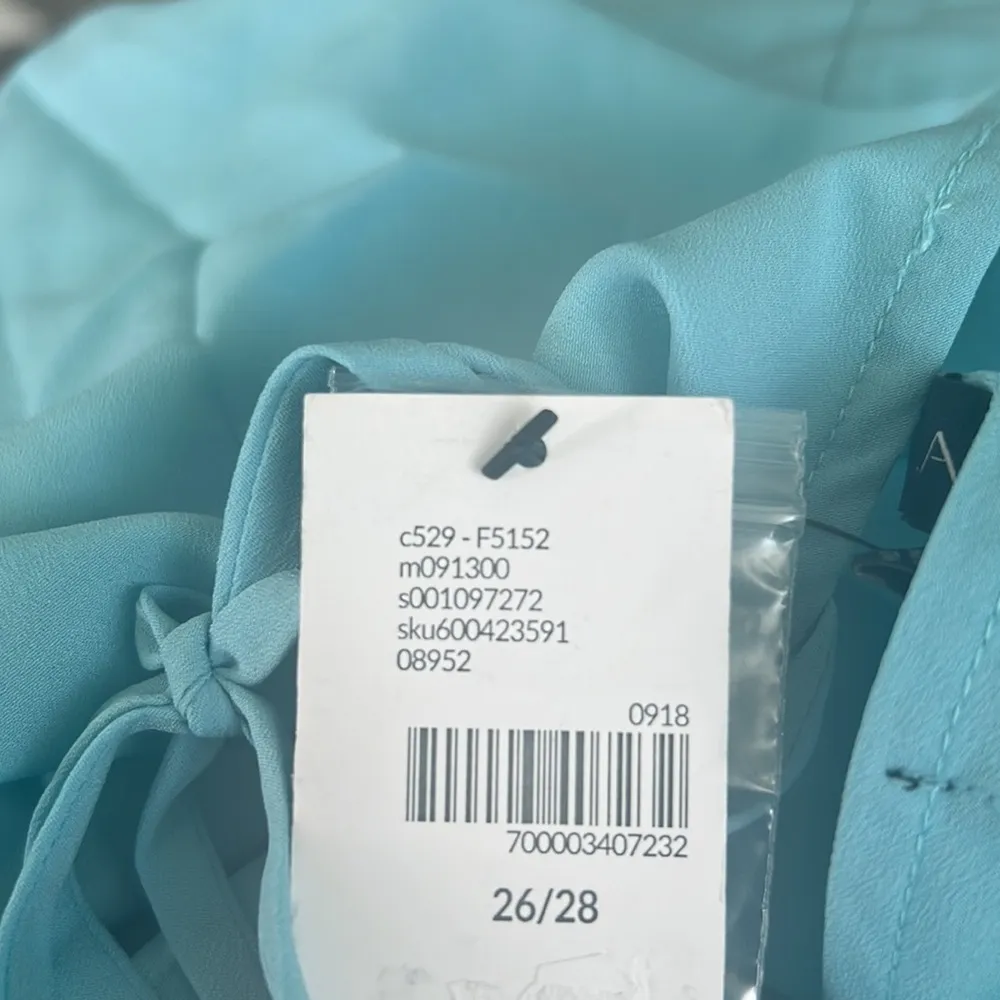 c529 - F5152
m091300
s001097272
sku600423591
08952
0918
700003407232
26/28
A